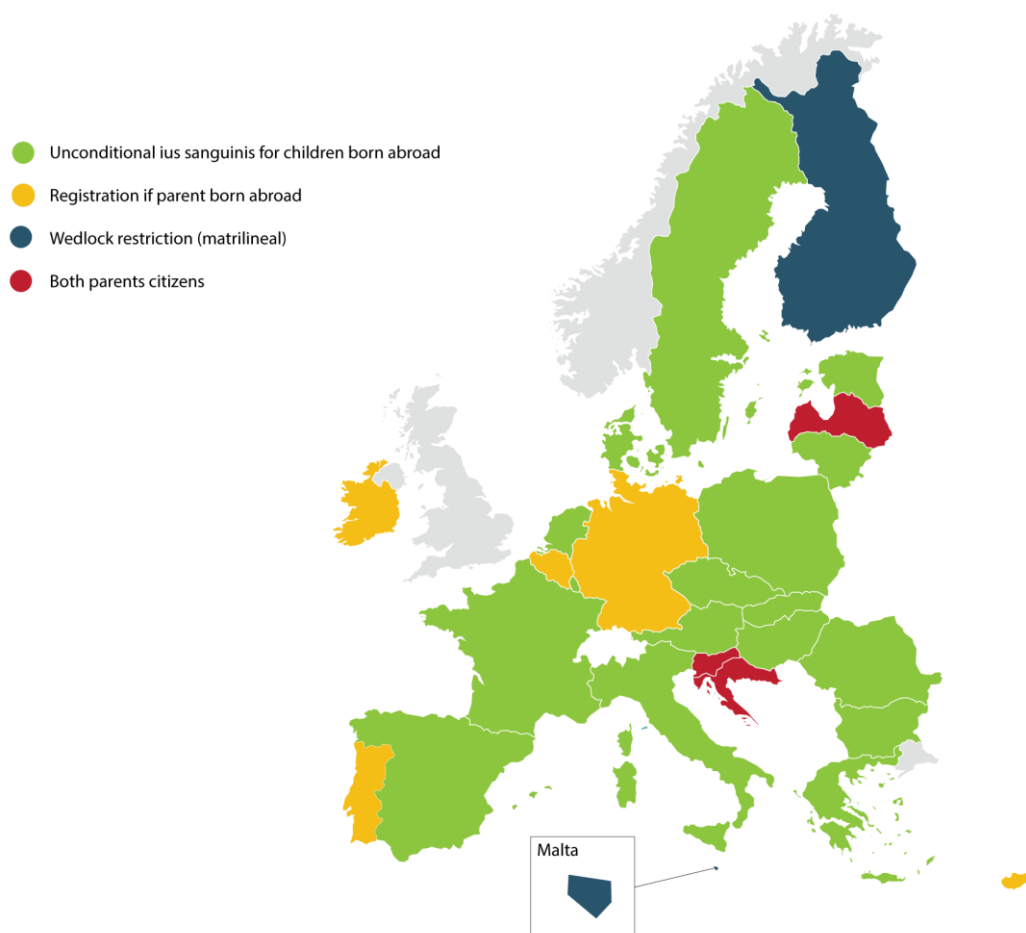 Unconditional ius sanguinis for children born abroad
Registration if parent born abroad
Wedlock restriction (matrilineal)
Both parents citizens
Malta